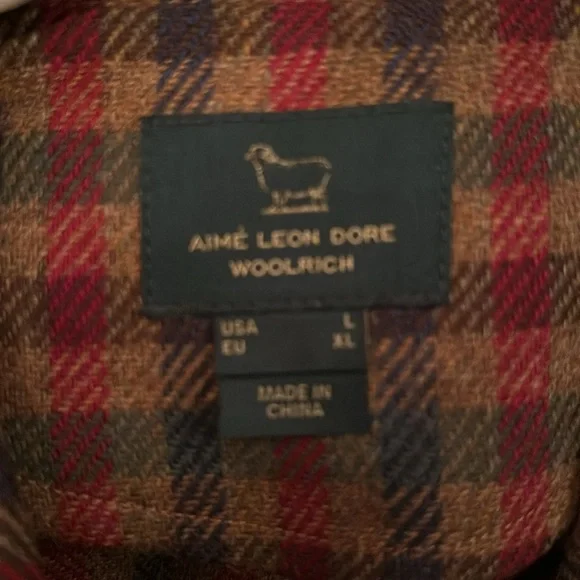 AIMÉ LEON DORE
WOOLRICH
USA L
EU XL
MADE IN
CHINA